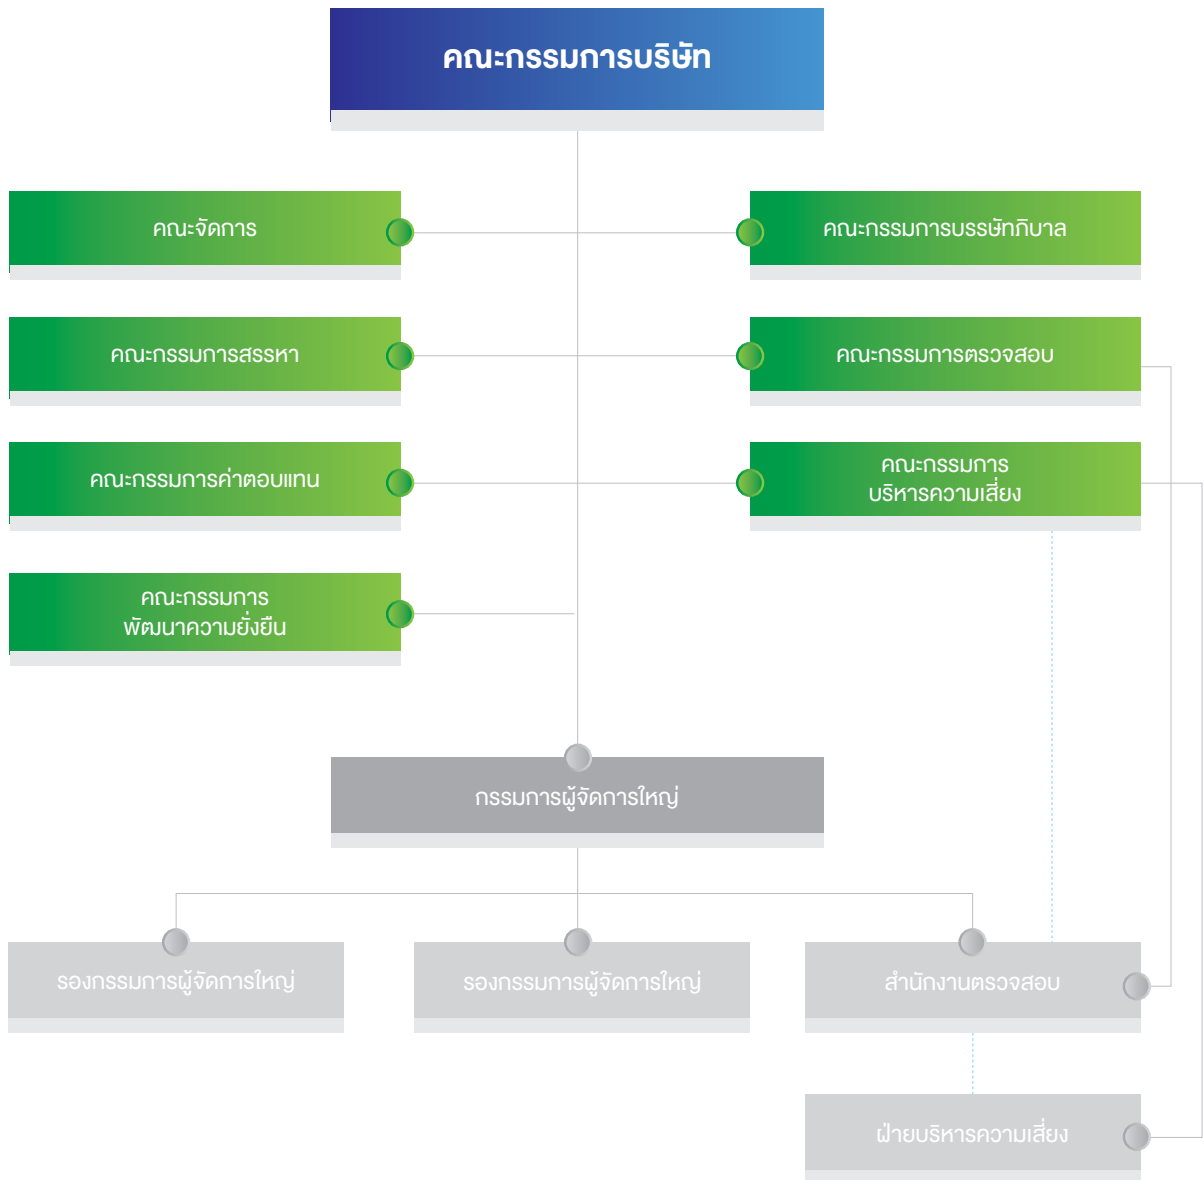 คณะกรรมการบริษัท
คณะจัดการ
คณะกรรมการบรรษัทภิบาล
คณะกรรมการสรรหา
คณะกรรมการตรวจสอบ
คณะกรรมการค่าตอบแทน
คณะกรรมการ
บริหารความเสี่ยง
คณะกรรมการ
พัฒนาความยั่งยืน
กรรมการผู้จัดการใหญ่
รองกรรมการผู้จัดการใหญ่
รองกรรมการผู้จัดการใหญ่
สำนักงานตรวจสอบ
ฝ่ายบริหารความเสี่ยง